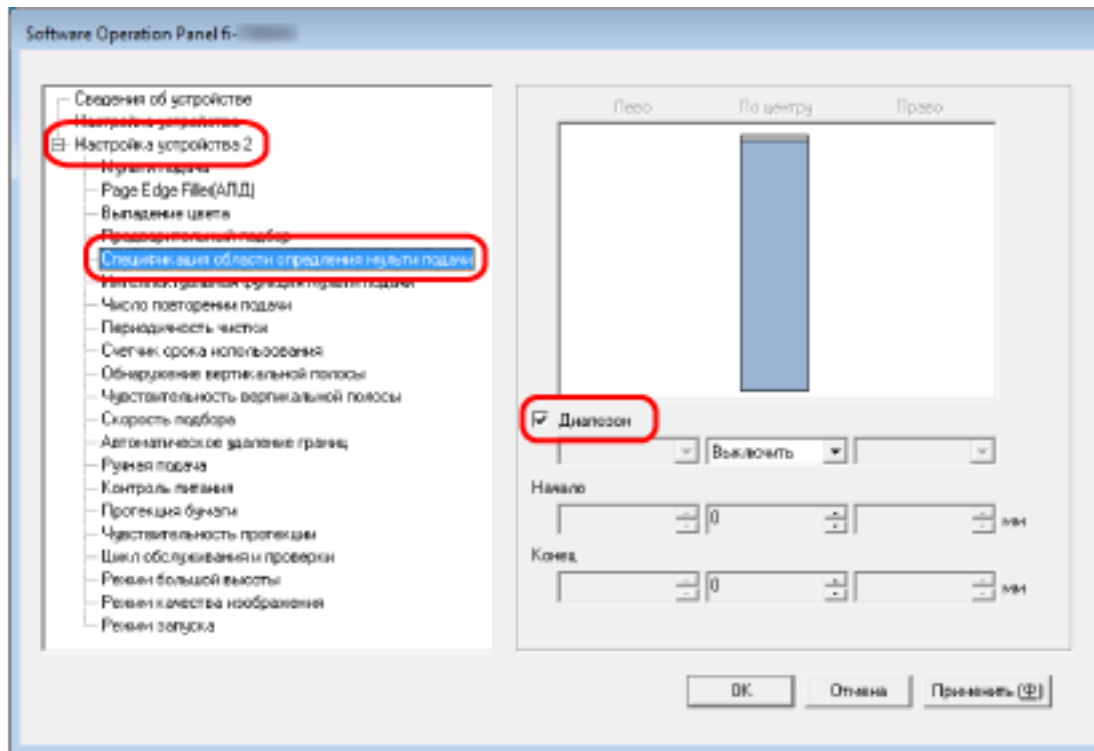 Software Operation Panel fi-
Сведения об устройстве
Настройка устройства
Настройка устройства 2
Мульти подача
Page Edge Filler(АПД)
Выпадение цвета
Предварительный подбор
Спецификация области опредления мульти подачи
Интеллектуальная функция мульти подачи
Число повторении подачи
Периодичность чистки
Счетчик срока использования
Обнаружение вертикальной полосы
Чувствительность вертикальной полосы
Скорость подбора
Автоматическое удаление границ
Ручная подача
Контроль питания
Протекция бумаги
Чувствительность протекции
Цикл обслуживания и проверки
Режим большой высоты
Режим качества изображения
Режим запуска
Лево По центру Право
Диапозон
Выключить
Начало
0 мм
Конец
0 мм
OK Отмена Применить (Ф)